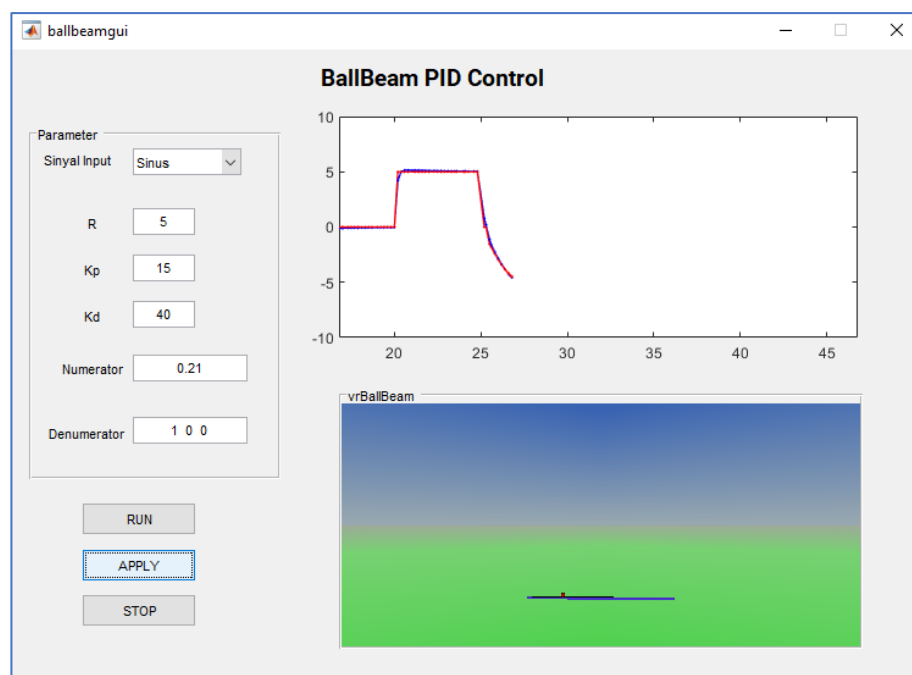 ballbeamgui
BallBeam PID Control
Parameter
Sinyal Input
Sinus
R
5
Kp
15
Kd
40
Numerator
0.21
Denumerator
1 0 0
RUN
APPLY
STOP
10
5
0
-5
-10
20
25
30
35
40
45
vrBallBeam